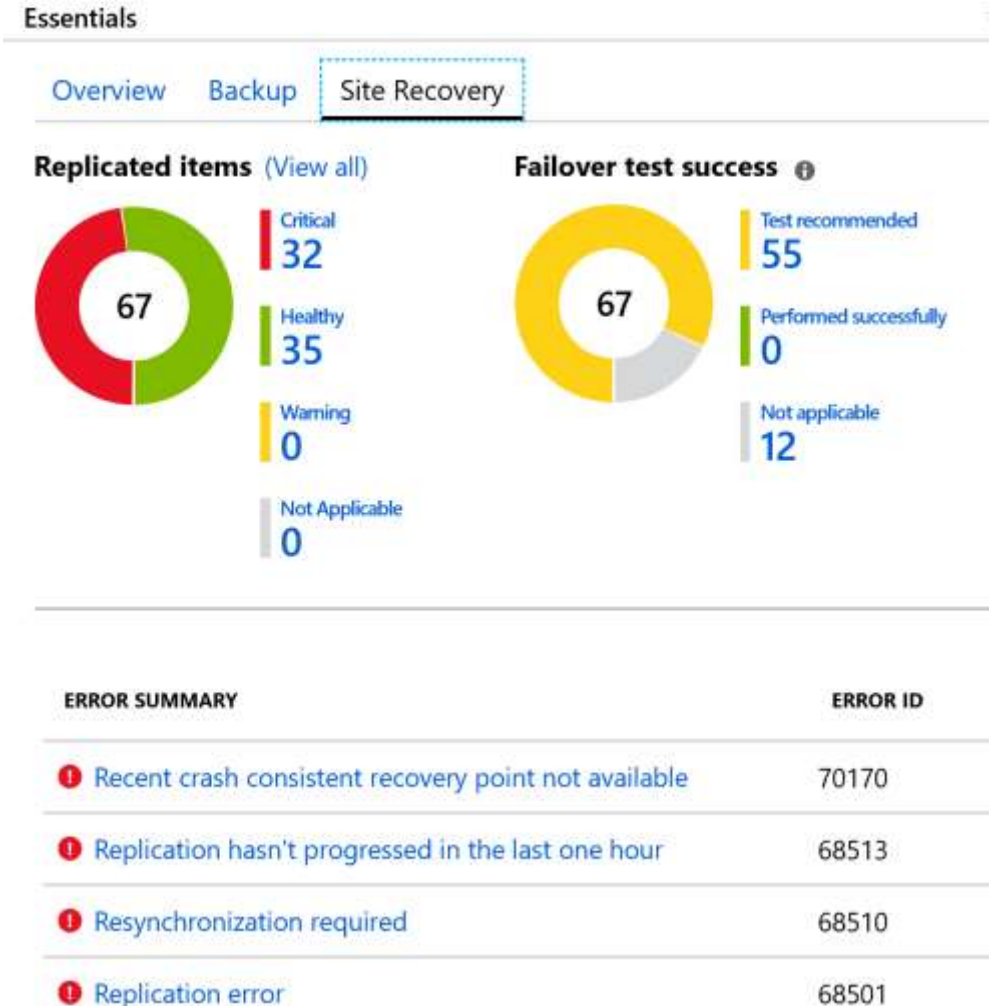 Essentials
Overview Backup Site Recovery
Replicated items (View all)
67
Critical
32
Healthy
35
Warning
0
Not Applicable
0
Failover test success
67
Test recommended
55
Performed successfully
0
Not applicable
12
ERROR SUMMARY ERROR ID
Recent crash consistent recovery point not available 70170
Replication hasn't progressed in the last one hour 68513
Resynchronization required 68510
Replication error 68501